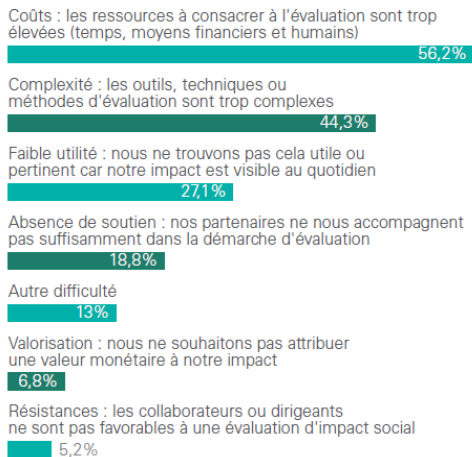 Coûts : les ressources à consacrer à l'évaluation sont trop
élevées (temps, moyens financiers et humains)
56,2%
Complexité : les outils, techniques ou
méthodes d'évaluation sont trop complexes
44,3%
Faible utilité : nous ne trouvons pas cela utile ou
pertinent car notre impact est visible au quotidien
27,1%
Absence de soutien : nos partenaires ne nous accompagnent
pas suffisamment dans la démarche d'évaluation
18,8%
Autre difficulté
13%
Valorisation : nous ne souhaitons pas attribuer
une valeur monétaire à notre impact
6,8%
Résistances : les collaborateurs ou dirigeants
ne sont pas favorables à une évaluation d'impact social
5,2%